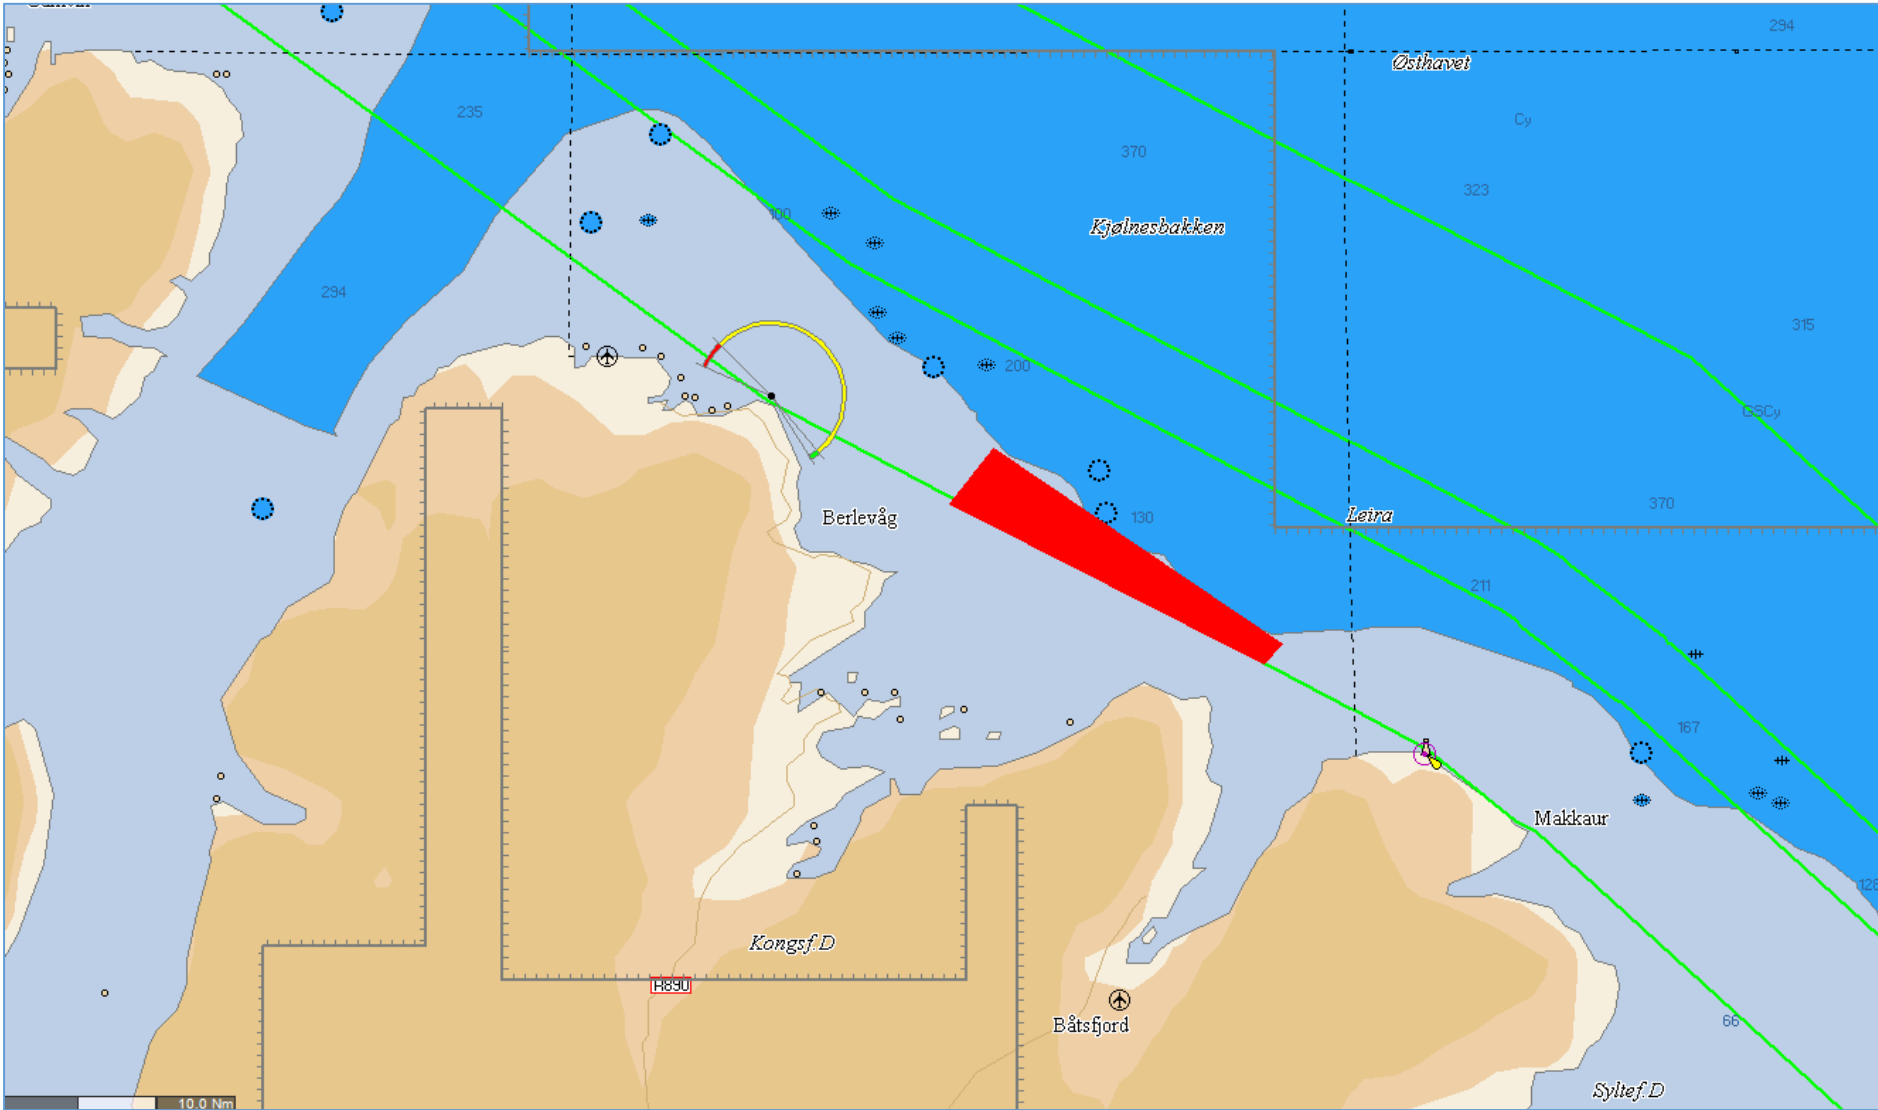 294
Østhavet
235
Cy
370
323
100
Kjølnesbakken
294
315
200
GSCy
370
Leira
130
Berlevåg
211
167
Makkaur
128
Kongsf.D
R890
66
Båtsfjord
Syltef.D
10.0 Nm